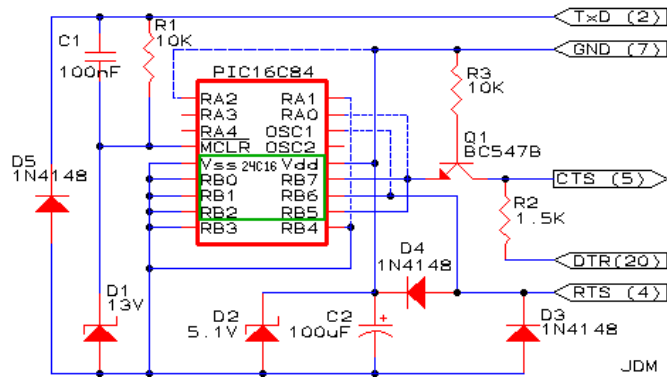 TxD (2)
GND (7)
C1
100nF
R1
10K
PIC16C84
R3
10K
RA2 RA1
RA3 RA0
RA4 OSC1
MCLR OSC2
Vss 24C16 Vdd
RB0 RB7
RB1 RB6
RB2 RB5
RB3 RB4
Q1
BC547B
CTS (5)
D5
1N4148
R2
1.5K
DTR(20)
D4
1N4148
RTS (4)
D1
13V
D2
5.1V
C2
100uF
+
D3
1N4148
JDM